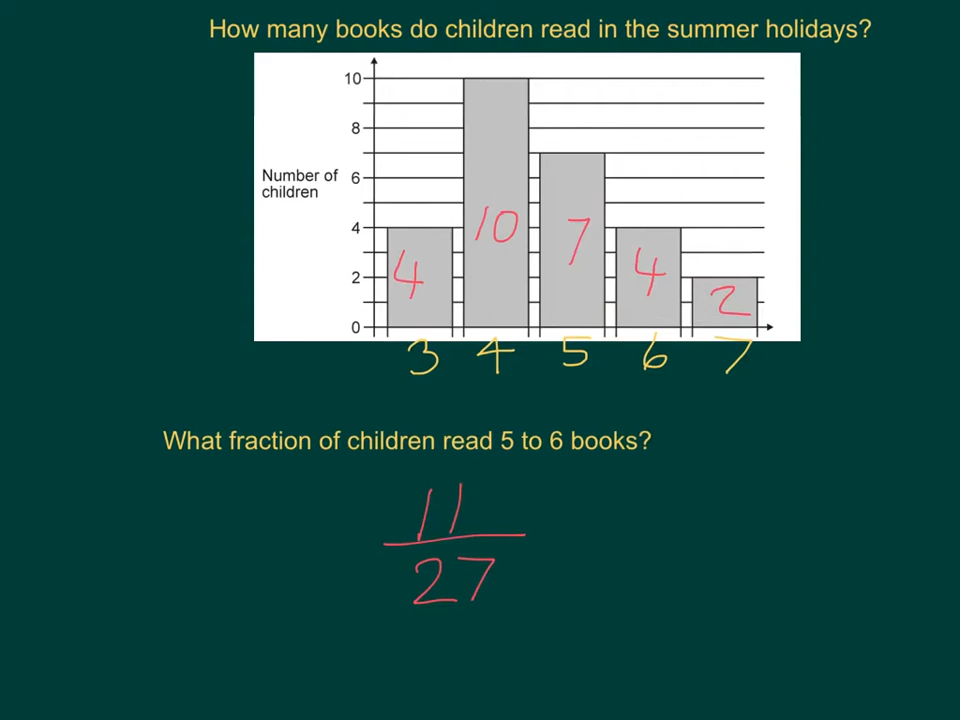 How many books do children read in the summer holidays?
10
8
Number of 6
children
4
2
0
4 10 7 4 2
3 4 5 6 7
What fraction of children read 5 to 6 books?
11
27